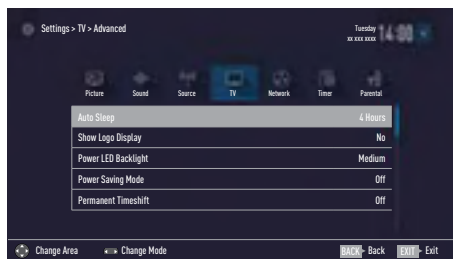 Settings > TV > Advanced
Tuesday
xx xxx xxxx
14:00
Picture Sound Source TV Network Timer Parental
Auto Sleep 4 Hours
Show Logo Display No
Power LED Backlight Medium
Power Saving Mode Off
Permanent Timeshift Off
Change Area Change Mode BACK Back EXIT Exit